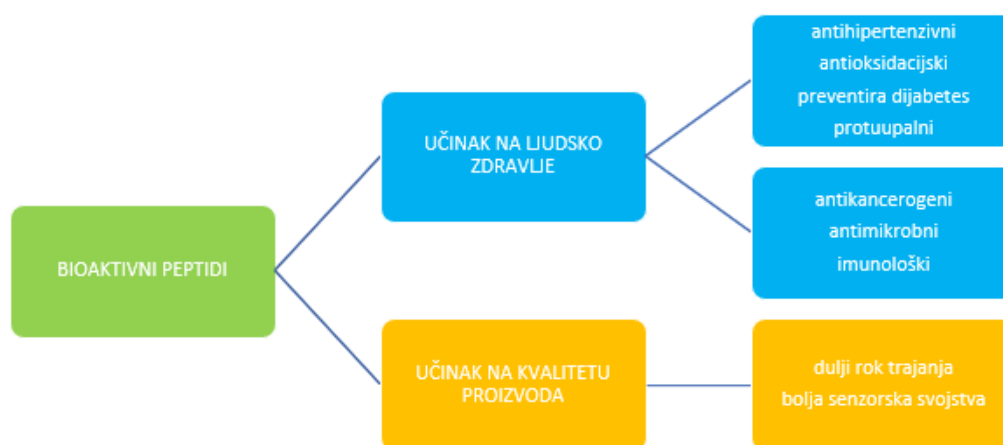 BIOAKTIVNI PEPTIDI
UČINAK NA LJUDSKO
ZDRAVLJE
antihipertenzivni
antioksidacijski
preventira dijabetes
protuupalni
antikancerogeni
antimikrobni
imunološki
UČINAK NA KVALITETU
PROIZVODA
dulji rok trajanja
bolja senzorska svojstva